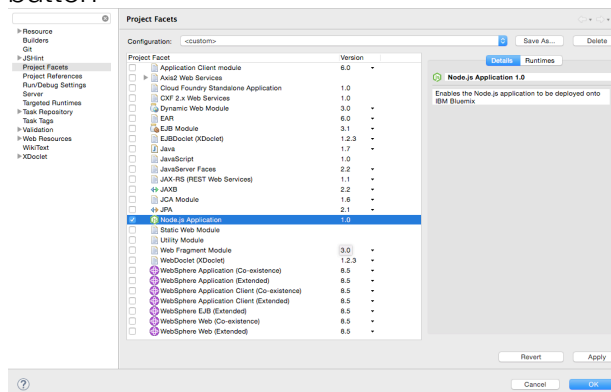 button
Project Facets
Resource
Builders
Git
JSHint
Project Facets
Project References
Run/Debug Settings
Server
Targeted Runtimes
Task Repository
Task Tags
Validation
Web Resources
WikiText
XDoclet
Configuration: <custom> Save As... Delete
Project Facet Version
Application Client module 6.0
Axis2 Web Services
Cloud Foundry Standalone Application 1.0
CXF 2.x Web Services 1.0
Dynamic Web Module 3.0
EAR 6.0
EJB Module 3.1
EJBDoclet (XDoclet) 1.2.3
Java 1.7
JavaScript 1.0
JavaServer Faces 2.2
JAX-RS (REST Web Services) 1.1
JAXB 2.2
JCA Module 1.6
JPA 2.1
Node.js Application 1.0
Static Web Module
Utility Module
Web Fragment Module 3.0
WebDoclet (XDoclet) 1.2.3
WebSphere Application (Co-existence) 8.5
WebSphere Application (Extended) 8.5
WebSphere Application Client (Co-existence) 8.5
WebSphere Application Client (Extended) 8.5
WebSphere EJB (Extended) 8.5
WebSphere Web (Co-existence) 8.5
WebSphere Web (Extended) 8.5
Details Runtimes
Node.js Application 1.0
Enables the Node.js application to be deployed onto
IBM Bluemix
Revert Apply
? Cancel OK